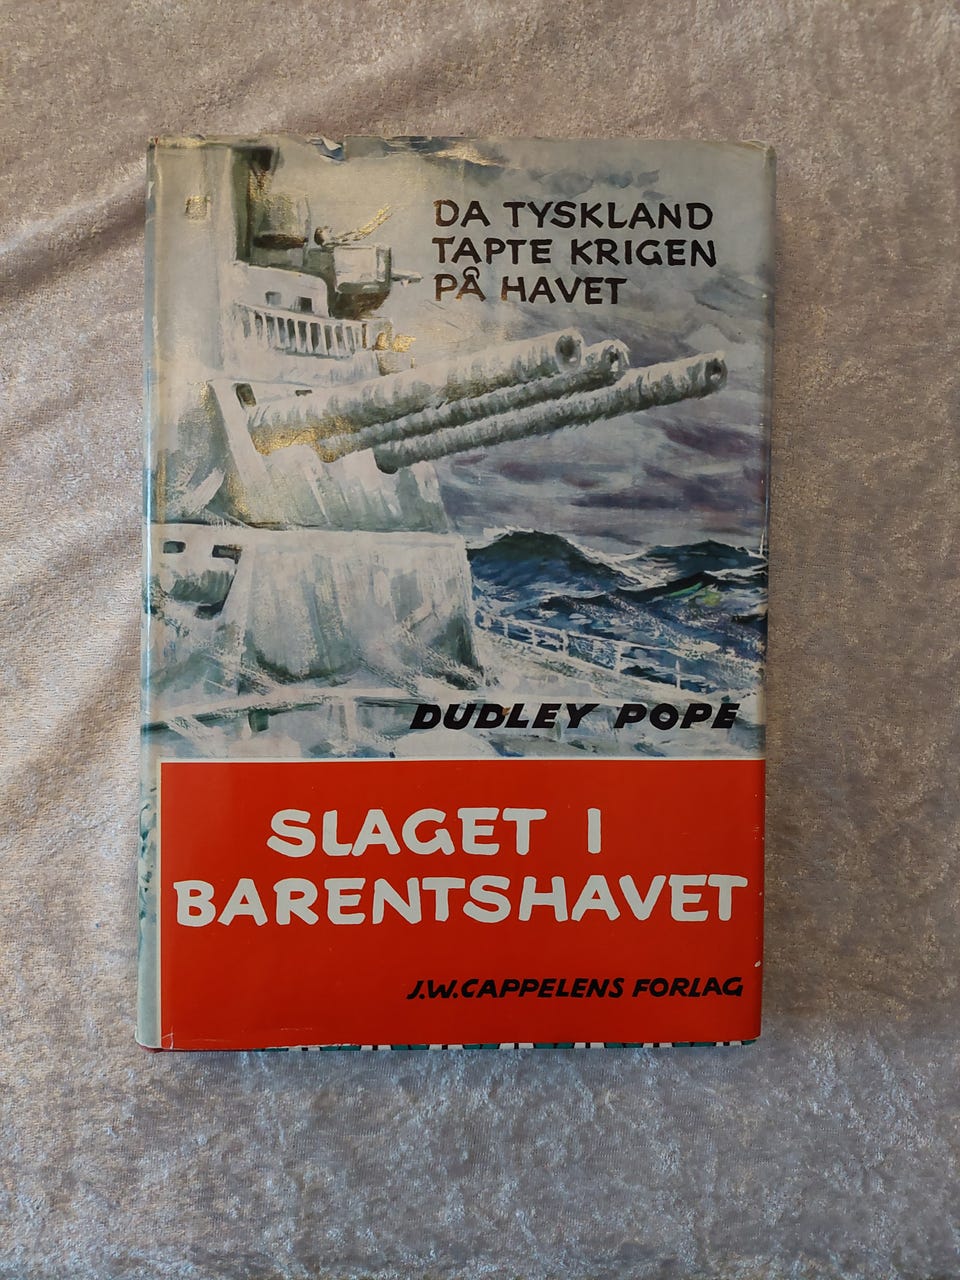 DA TYSKLAND
TAPTE KRIGEN
PÅ HAVET
DUDLEY POPE
SLAGET I
BARENTSHAVET
J.W.CAPPELENS FORLAG